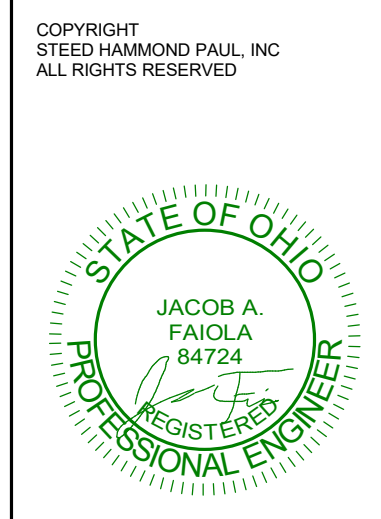 COPYRIGHT
STEED HAMMOND PAUL, INC
ALL RIGHTS RESERVED
STATE OF OHIO
JACOB A.
FAIOLA
84724
REGISTERED
PROFESSIONAL ENGINEER